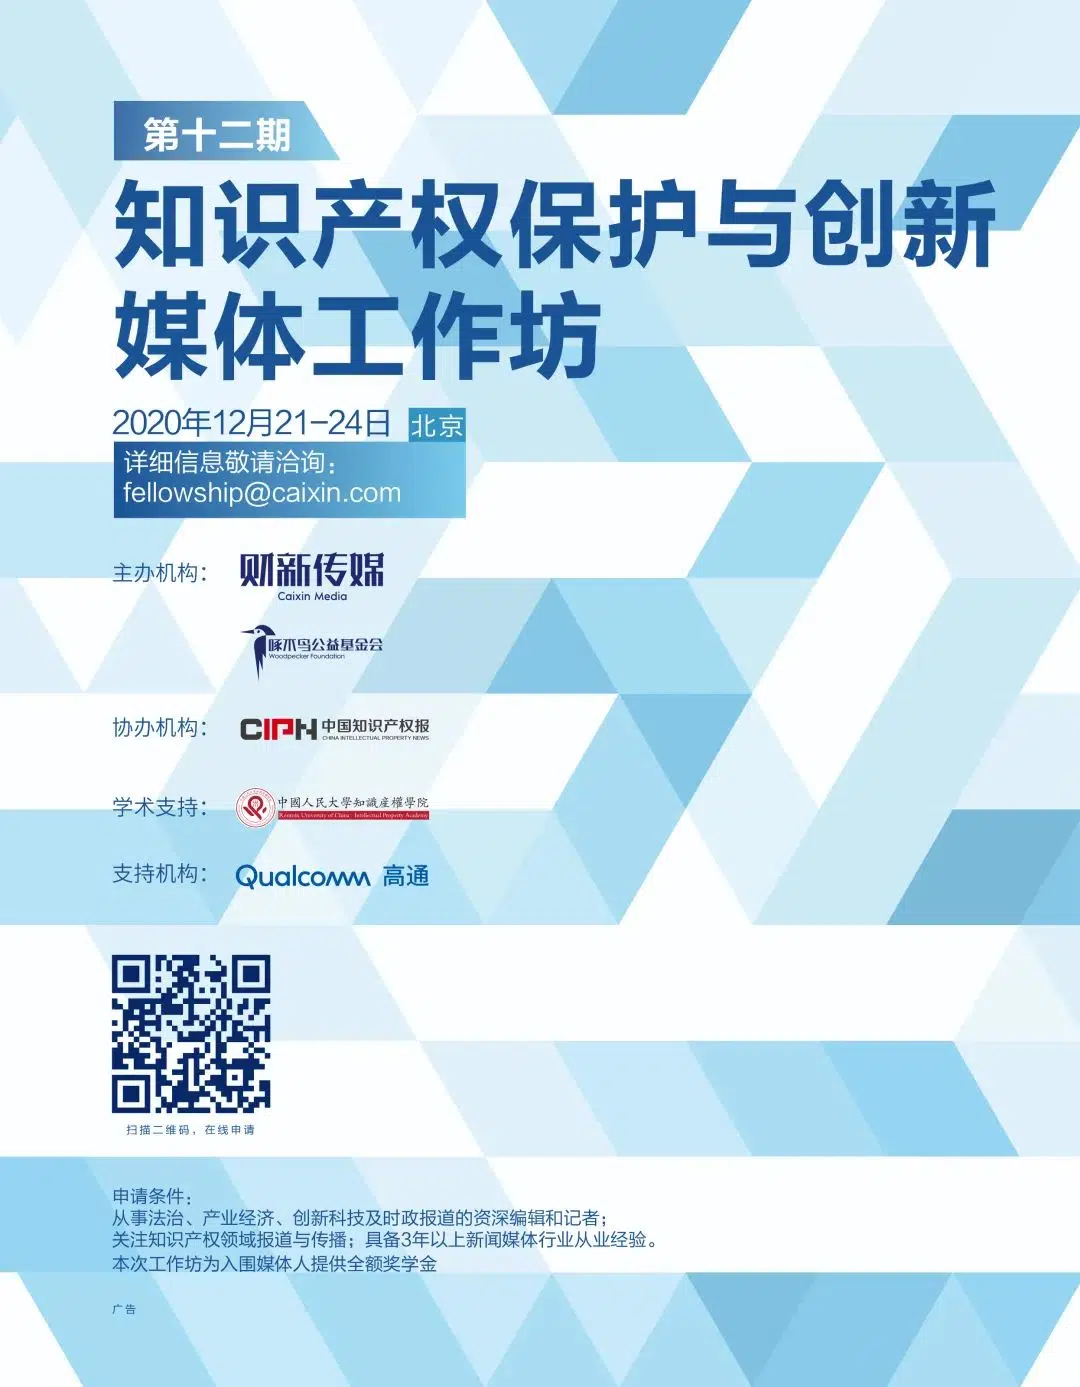 第十二期
知识产权保护与创新
媒体工作坊
2020年12月21-24日 北京
详细信息敬请洽询：
fellowship@caixin.com
主办机构： 财新传媒
Caixin Media
啄木鸟公益基金会
Woodpecker Foundation
协办机构： CIPN 中国知识产权报
CHINA INTELLECTUAL PROPERTY NEWS
学术支持： 中國人民大學知識産權學院
Renmin University of China · Intellectual Property Academy
支持机构： Qualcomm 高通
扫描二维码，在线申请
申请条件：
从事法治、产业经济、创新科技及时政报道的资深编辑和记者；
关注知识产权领域报道与传播；具备3年以上新闻媒体行业从业经验。
本次工作坊为入围媒体人提供全额奖学金
广告